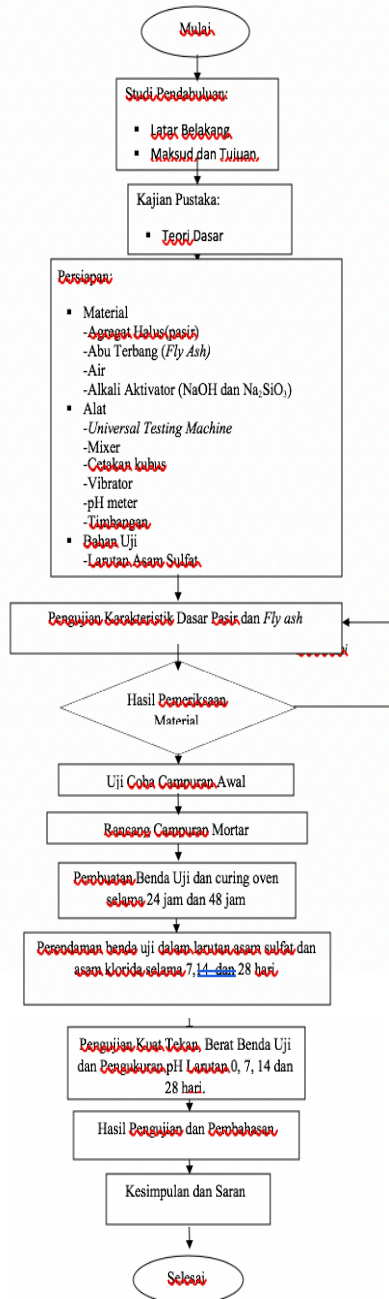 Mulai
Studi Pendahuluan:
▪ Latar Belakang
▪ Maksud dan Tujuan
Kajian Pustaka:
▪ Teori Dasar
Persiapan:
▪ Material
-Agregat Halus(pasir)
-Abu Terbang (Fly Ash)
-Air
-Alkali Aktivator (NaOH dan Na₂SiO₃)
▪ Alat
-Universal Testing Machine
-Mixer
-Cetakan kubus
-Vibrator
-pH meter
-Timbangan
▪ Bahan Uji
-Larutan Asam Sulfat
Pengujian Karakteristik Dasar Pasir dan Fly ash
Hasil Pemeriksaan
Material
Uji Coba Campuran Awal
Rancang Campuran Mortar
Pembuatan Benda Uji dan curing oven
selama 24 jam dan 48 jam
Perendaman benda uji dalam larutan asam sulfat dan
asam klorida selama 7,14 dan 28 hari
Pengujian Kuat Tekan, Berat Benda Uji
dan Pengukuran pH Larutan 0, 7, 14 dan
28 hari.
Hasil Pengujian dan Pembahasan
Kesimpulan dan Saran
Selesai